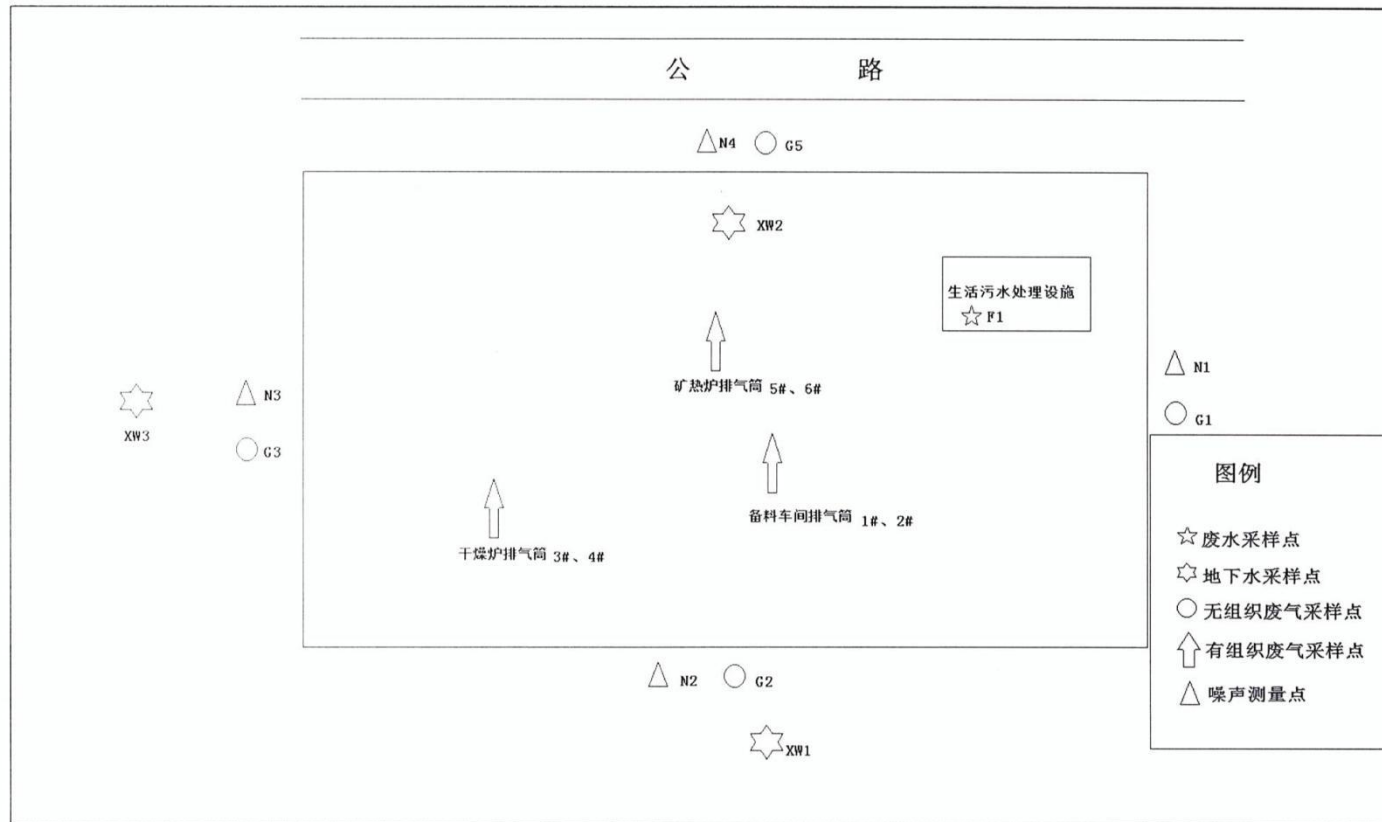 公 路
N4 G5
XW2
生活污水处理设施
F1
矿热炉排气筒 5#、6#
N1
N3
G1
XW3
G3
备料车间排气筒 1#、2#
干燥炉排气筒 3#、4#
N2 G2
XW1
图例
废水采样点
地下水采样点
无组织废气采样点
有组织废气采样点
噪声测量点